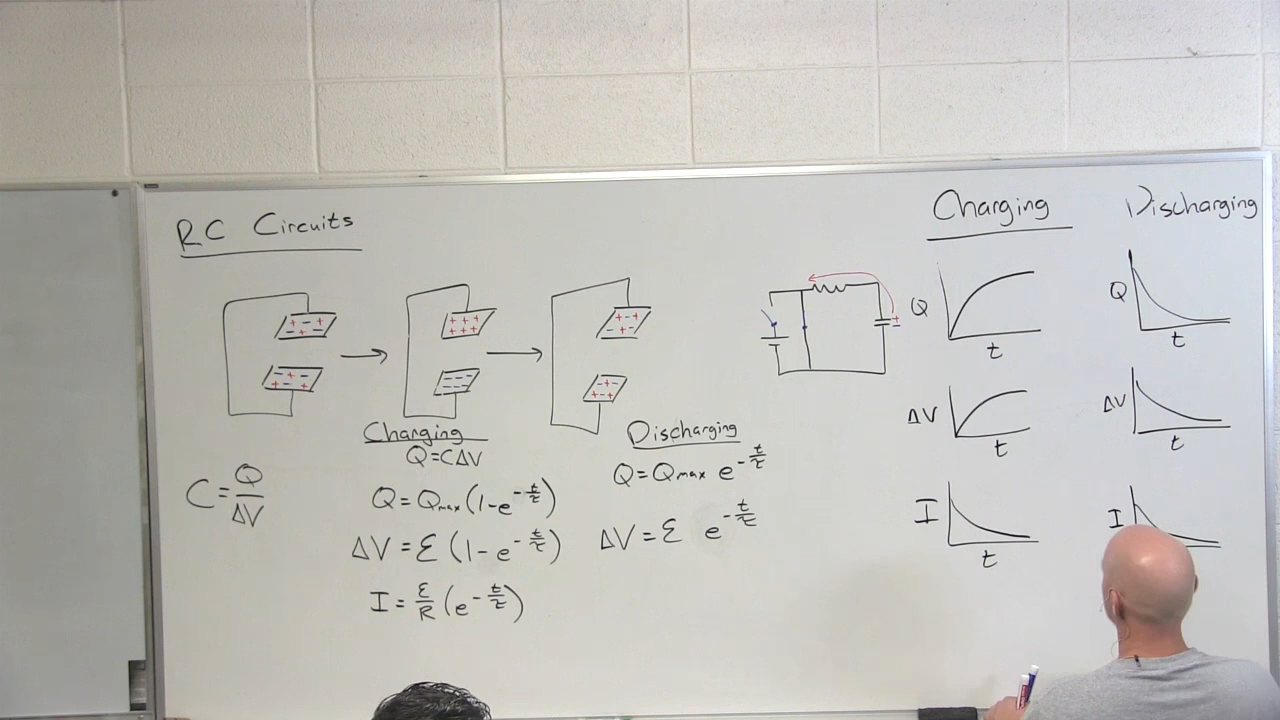 RC Circuits
Charging
Q=CΔV
C=Q/ΔV
Q=Qmax(1-e^-t/τ)
ΔV=ε(1-e^-t/τ)
I=ε/R(e^-t/τ)
Discharging
Q=Qmax e^-t/τ
ΔV=ε e^-t/τ
Charging
Q
t
ΔV
t
I
t
Discharging
Q
t
ΔV
t
I